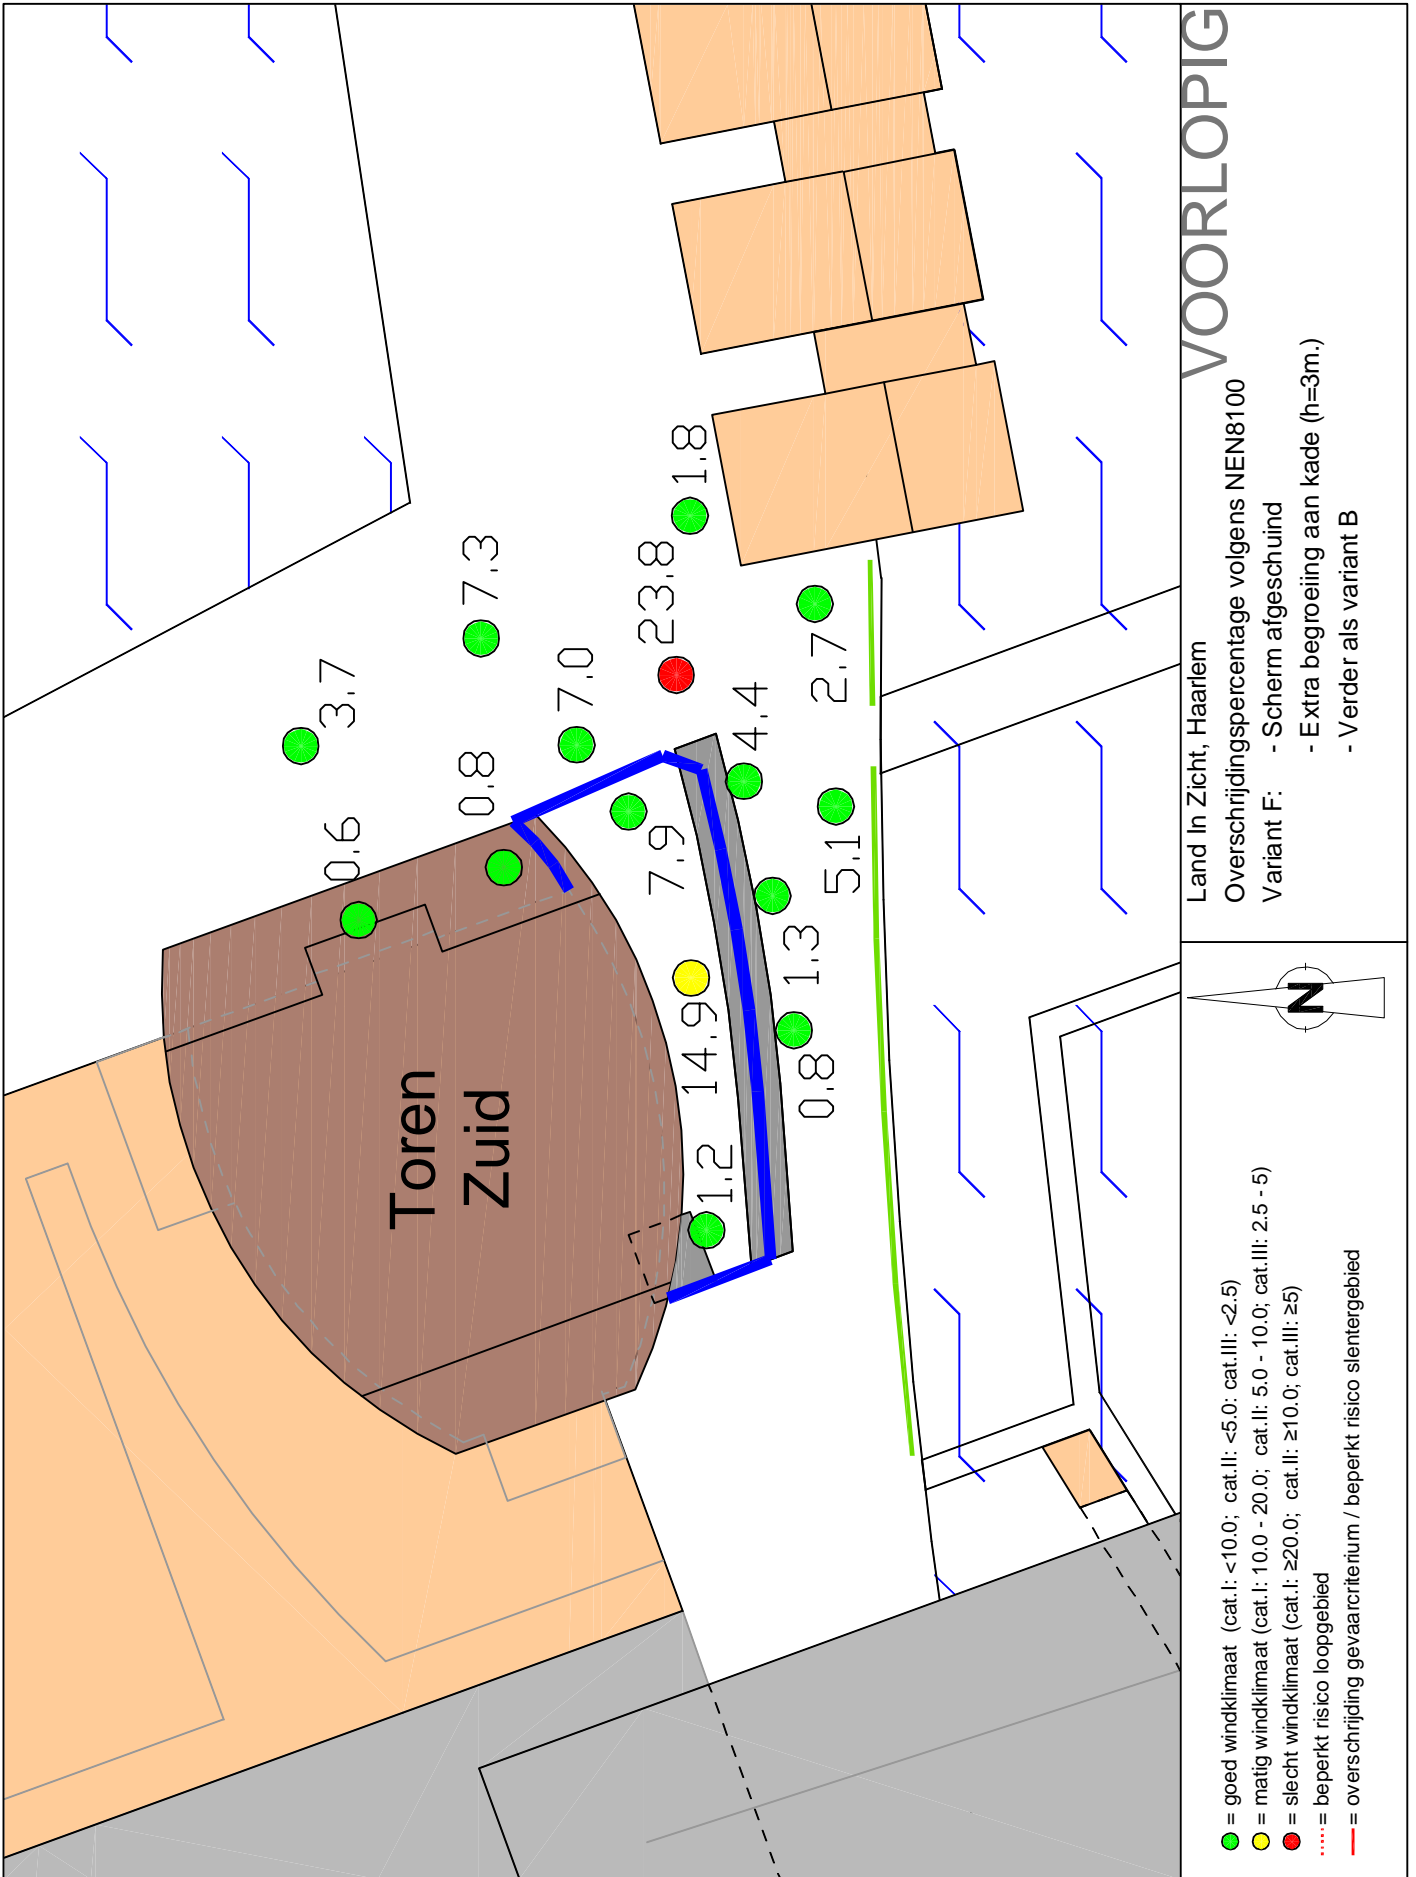 Toren
Zuid
0.6
3.7
0.8
7.3
7.0
23.8
1.8
7.9
4.4
2.7
5.1
14.9
1.3
0.8
1.2
= goed windklimaat (cat.I: <10.0; cat.II: <5.0: cat.III: <2.5)
= matig windklimaat (cat.I: 10.0 - 20.0; cat.II: 5.0 - 10.0; cat.III: 2.5 - 5)
= slecht windklimaat (cat.I: ≥20.0; cat.II: ≥10.0; cat.III: ≥5)
= beperkt risico loopgebied
= overschrijding gevaarcriterium / beperkt risico slentergebied
N
Land In Zicht, Haarlem
Overschrijdingspercentage volgens NEN8100
Variant F: - Scherm afgeschuind
- Extra begroeiing aan kade (h=3m.)
- Verder als variant B
VOORLOPIG